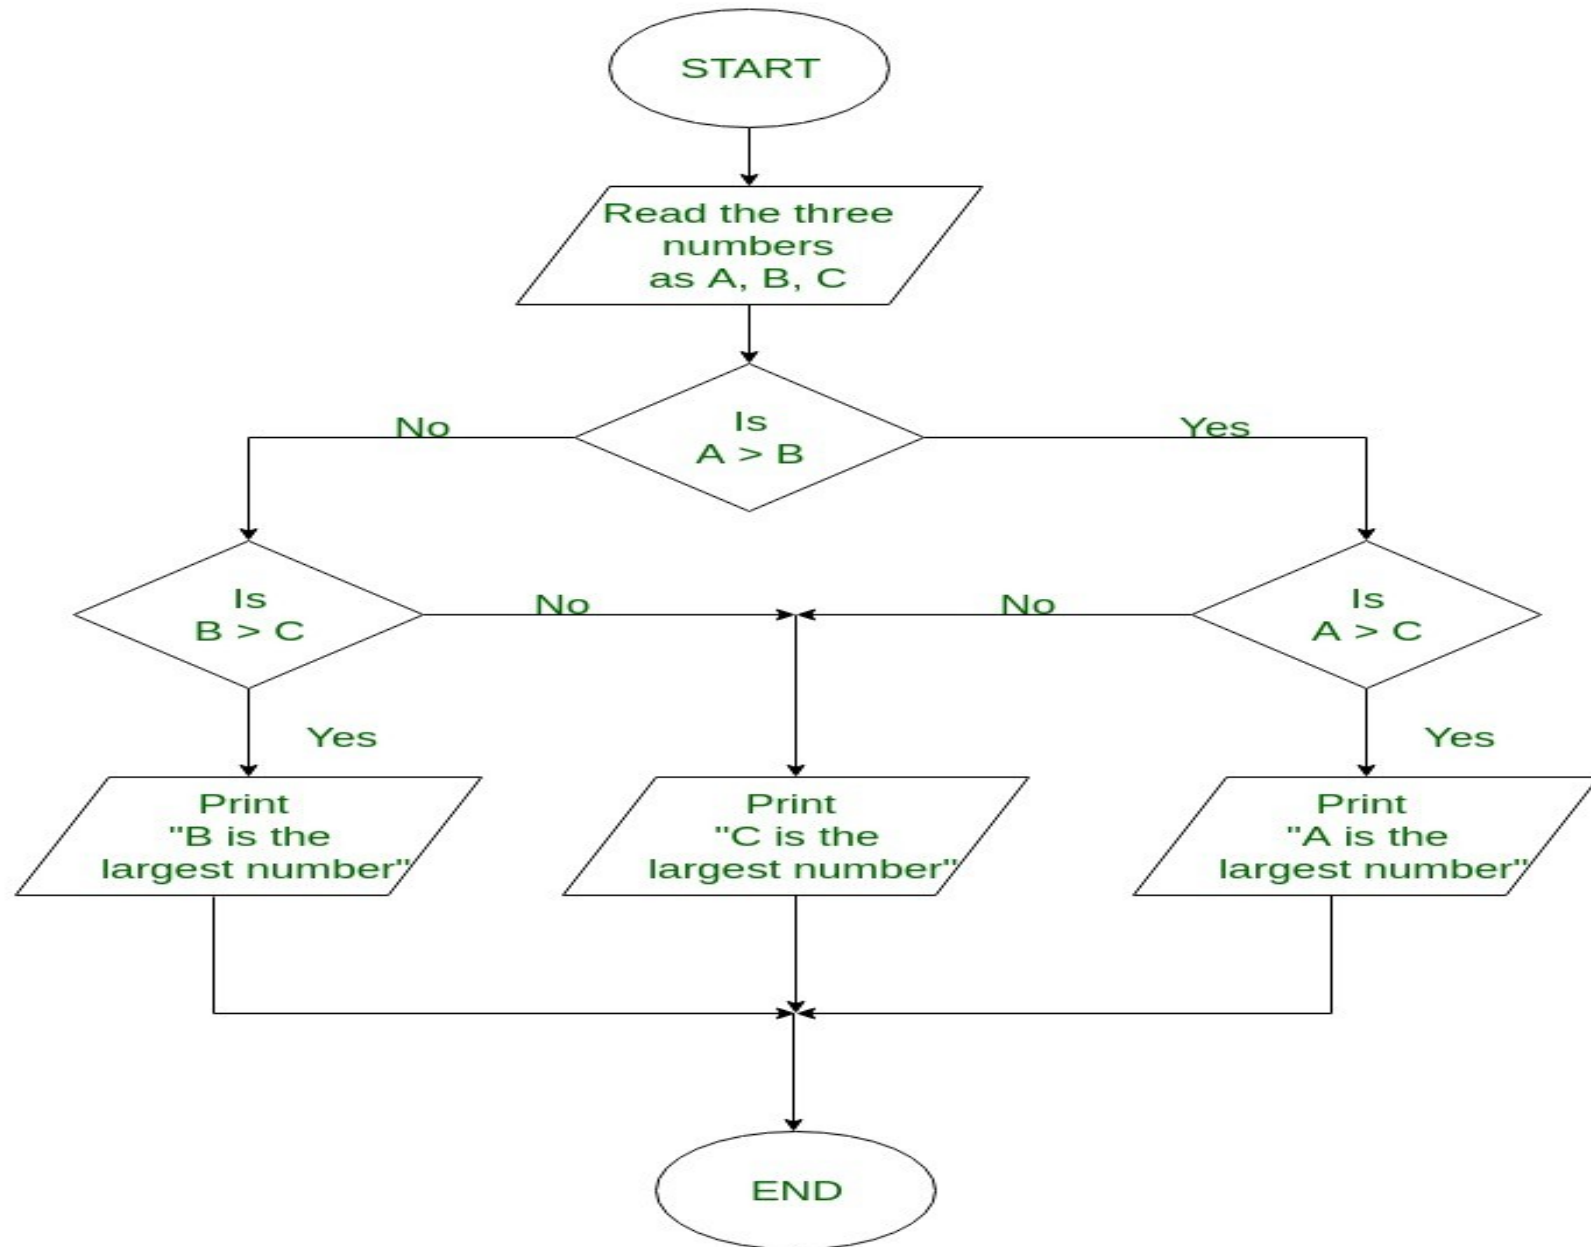 START
Read the three
numbers
as A, B, C
Is
A > B
No
Yes
Is
B > C
No
No
Is
A > C
Yes
Yes
Print
"B is the
largest number"
Print
"C is the
largest number"
Print
"A is the
largest number"
END